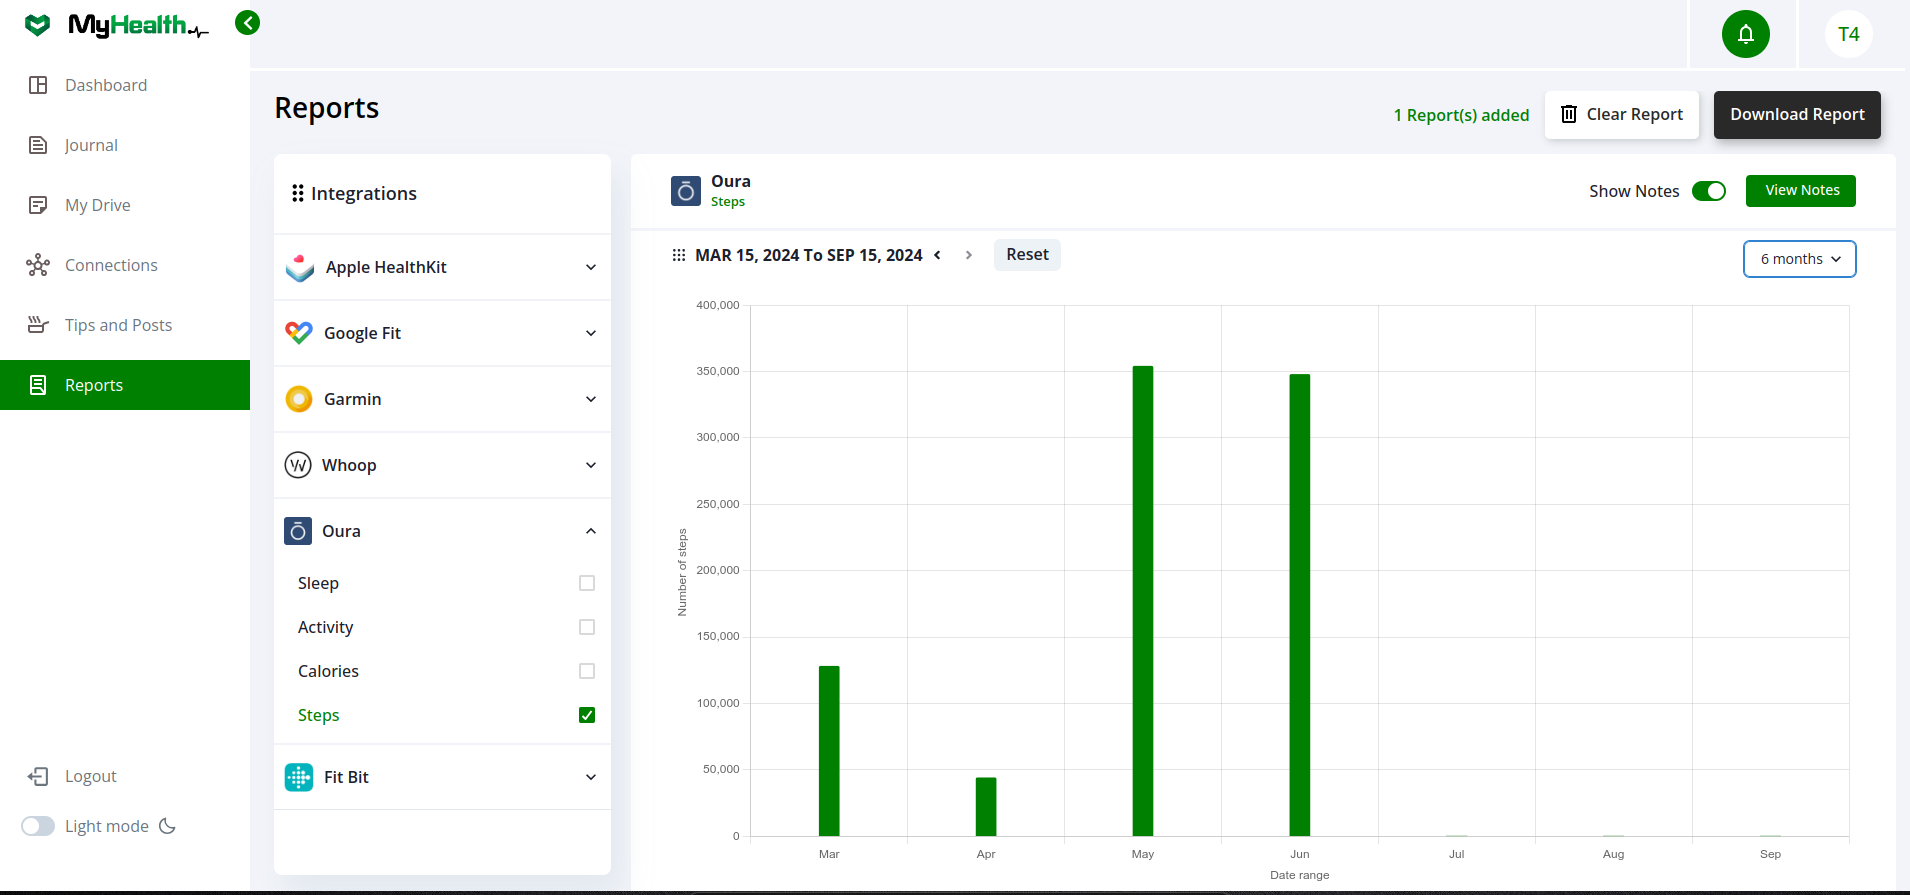 MyHealth
T4
Dashboard
Journal
My Drive
Connections
Tips and Posts
Reports
Logout
Light mode
Reports
1 Report(s) added
Clear Report
Download Report
Integrations
Apple HealthKit
Google Fit
Garmin
Whoop
Oura
Sleep
Activity
Calories
Steps
Fit Bit
Oura
Steps
Show Notes
View Notes
MAR 15, 2024 To SEP 15, 2024
Reset
6 months
400,000
350,000
300,000
250,000
200,000
150,000
100,000
50,000
0
Number of steps
Mar Apr May Jun Jul Aug Sep
Date range